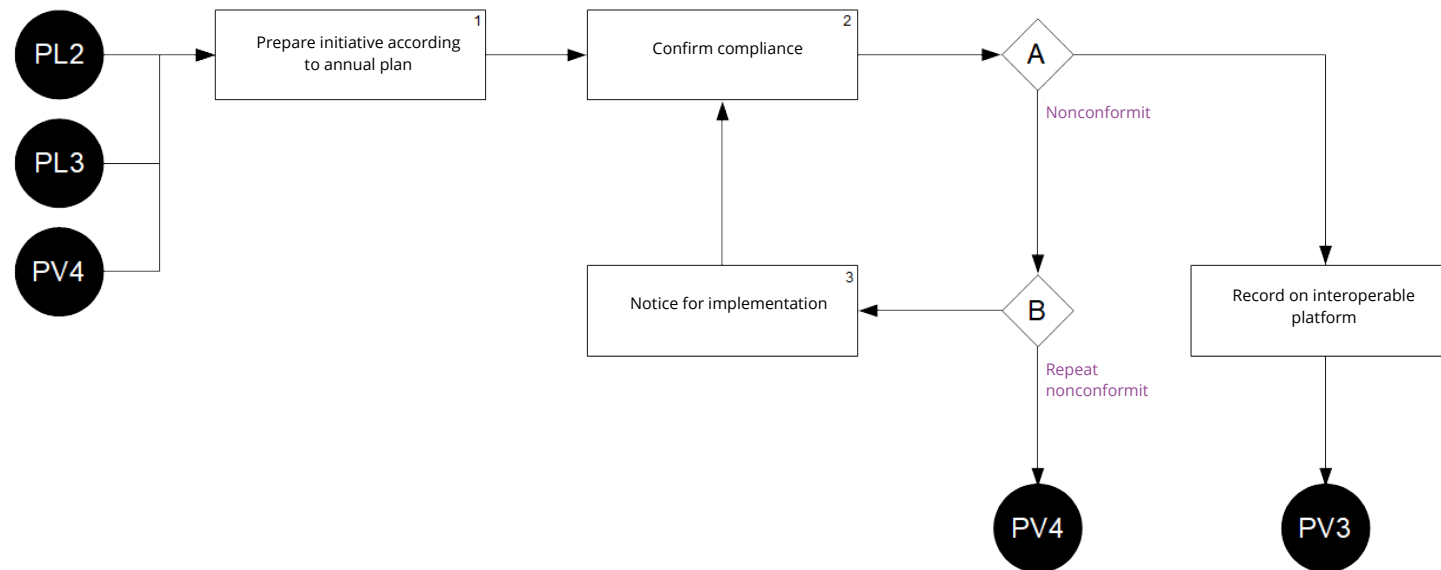 PL2
1
Prepare initiative according
to annual plan
2
Confirm compliance
A
Nonconformit
PL3
PV4
3
Notice for implementation
B
Record on interoperable
platform
Repeat
nonconformit
PV4
PV3